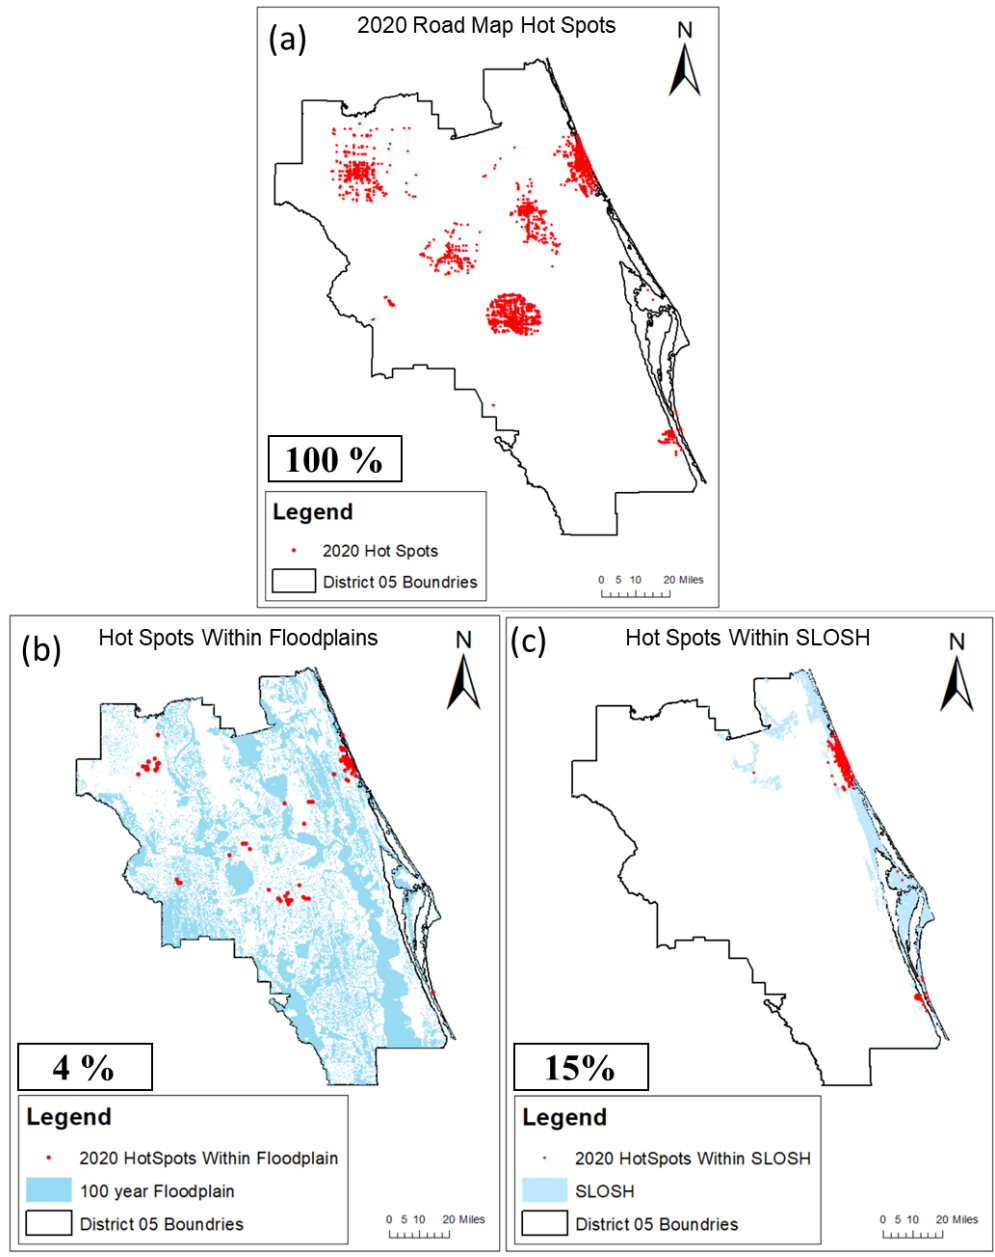 (a)
2020 Road Map Hot Spots
N
100 %
Legend
2020 Hot Spots
District 05 Boundries
0 5 10 20 Miles
(b)
Hot Spots Within Floodplains
N
4 %
Legend
2020 HotSpots Within Floodplain
100 year Floodplain
District 05 Boundries
0 5 10 20 Miles
(c)
Hot Spots Within SLOSH
N
15%
Legend
2020 HotSpots Within SLOSH
SLOSH
District 05 Boundries
0 5 10 20 Miles